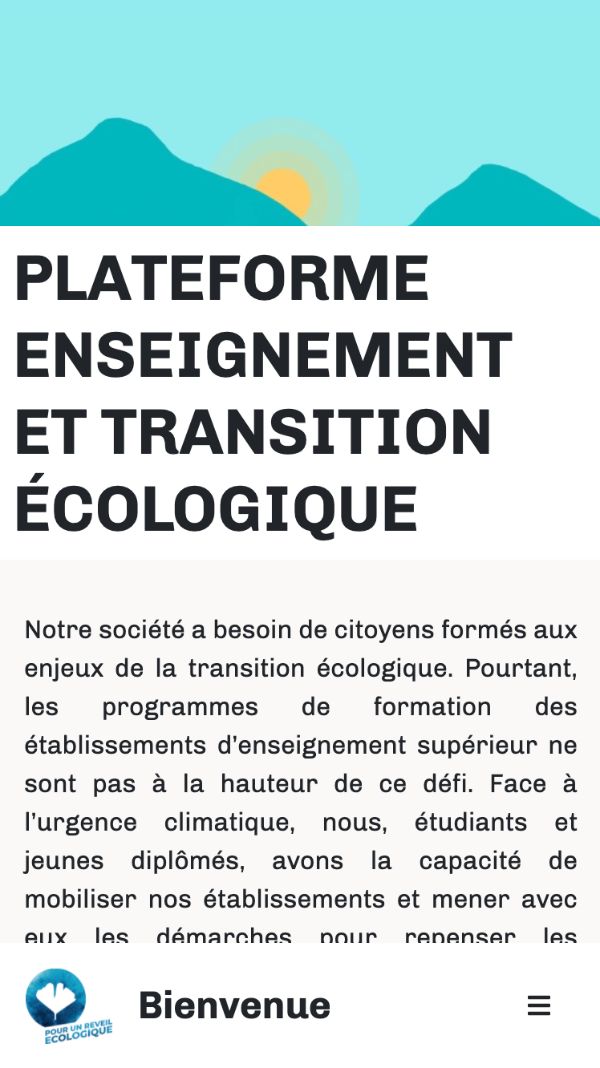 PLATEFORME
ENSEIGNEMENT
ET TRANSITION
ÉCOLOGIQUE
Notre société a besoin de citoyens formés aux
enjeux de la transition écologique. Pourtant,
les programmes de formation des
établissements d’enseignement supérieur ne
sont pas à la hauteur de ce défi. Face à
l’urgence climatique, nous, étudiants et
jeunes diplômés, avons la capacité de
mobiliser nos établissements et mener avec
eux les démarches pour repenser les
POUR UN REVEIL
ECOLOGIQUE
Bienvenue